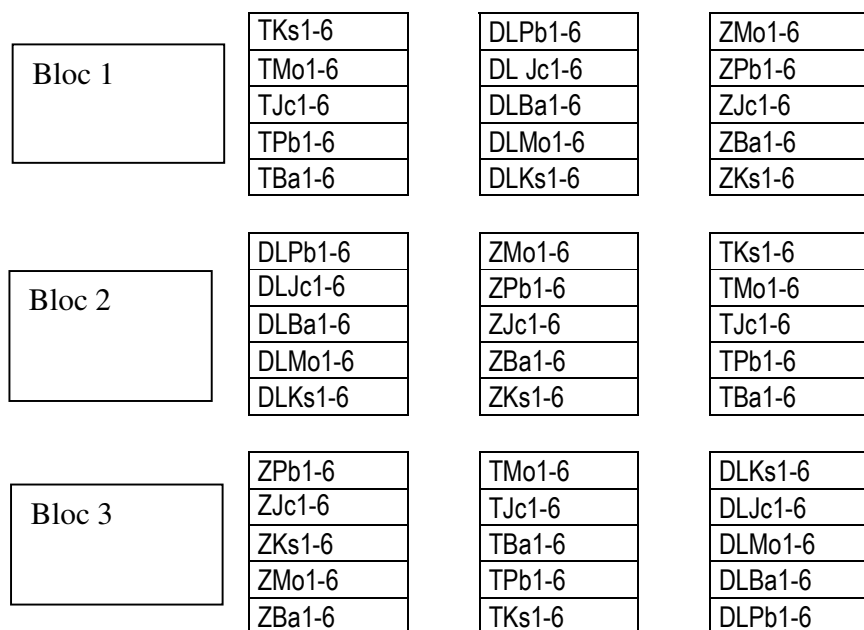 TKs1-6 DLPb1-6 ZMo1-6
Bloc 1 TMo1-6 DL Jc1-6 ZPb1-6
TJc1-6 DLBa1-6 ZJc1-6
TPb1-6 DLMo1-6 ZBa1-6
TBa1-6 DLKs1-6 ZKs1-6
DLPb1-6 ZMo1-6 TKs1-6
Bloc 2 DLJc1-6 ZPb1-6 TMo1-6
DLBa1-6 ZJc1-6 TJc1-6
DLMo1-6 ZBa1-6 TPb1-6
DLKs1-6 ZKs1-6 TBa1-6
ZPb1-6 TMo1-6 DLKs1-6
Bloc 3 ZJc1-6 TJc1-6 DLJc1-6
ZKs1-6 TBa1-6 DLMo1-6
ZMo1-6 TPb1-6 DLBa1-6
ZBa1-6 TKs1-6 DLPb1-6